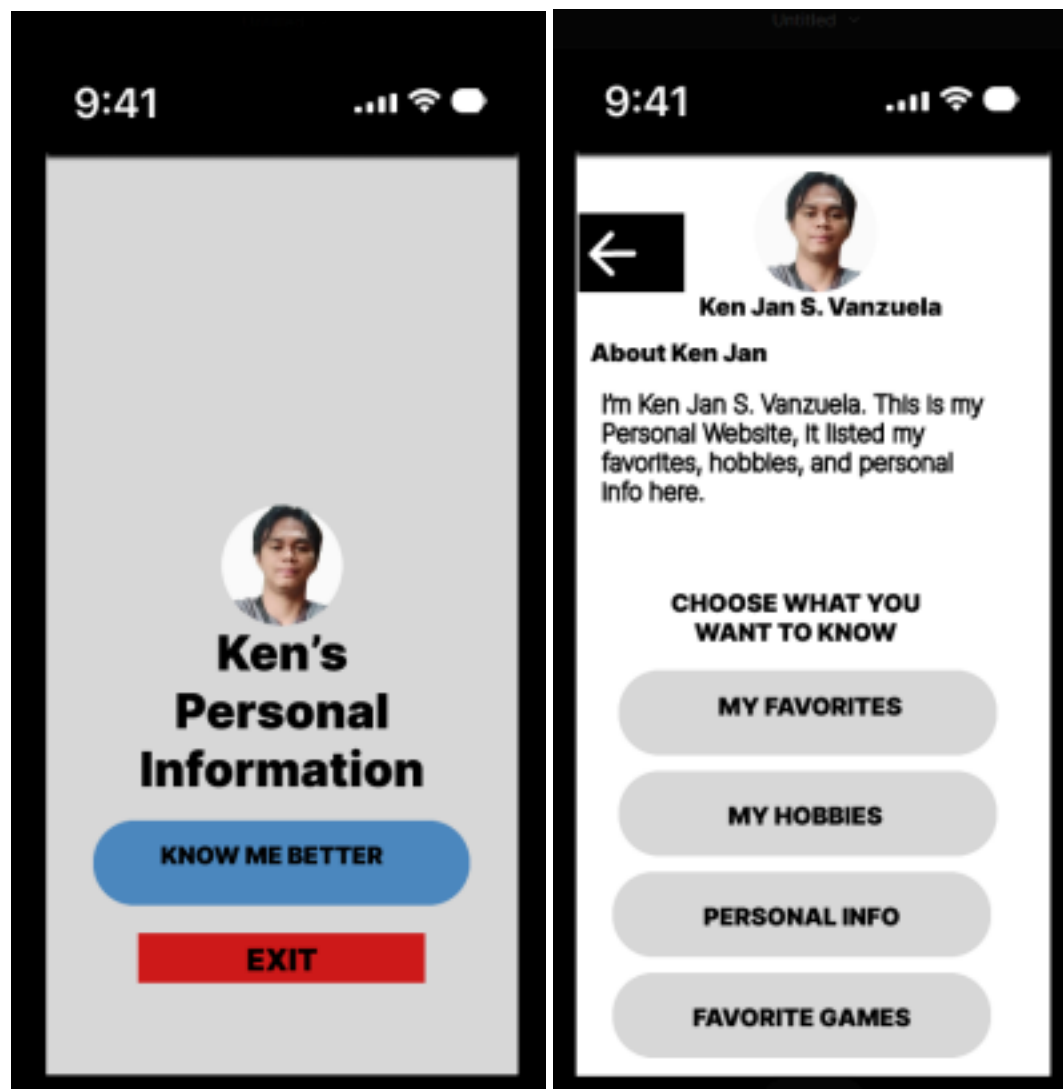 9:41
Ken's
Personal
Information
KNOW ME BETTER
EXIT
Untitled
9:41
Ken Jan S. Vanzuela
About Ken Jan
I'm Ken Jan S. Vanzuela. This is my
Personal Website, it listed my
favorites, hobbies, and personal
info here.
CHOOSE WHAT YOU
WANT TO KNOW
MY FAVORITES
MY HOBBIES
PERSONAL INFO
FAVORITE GAMES